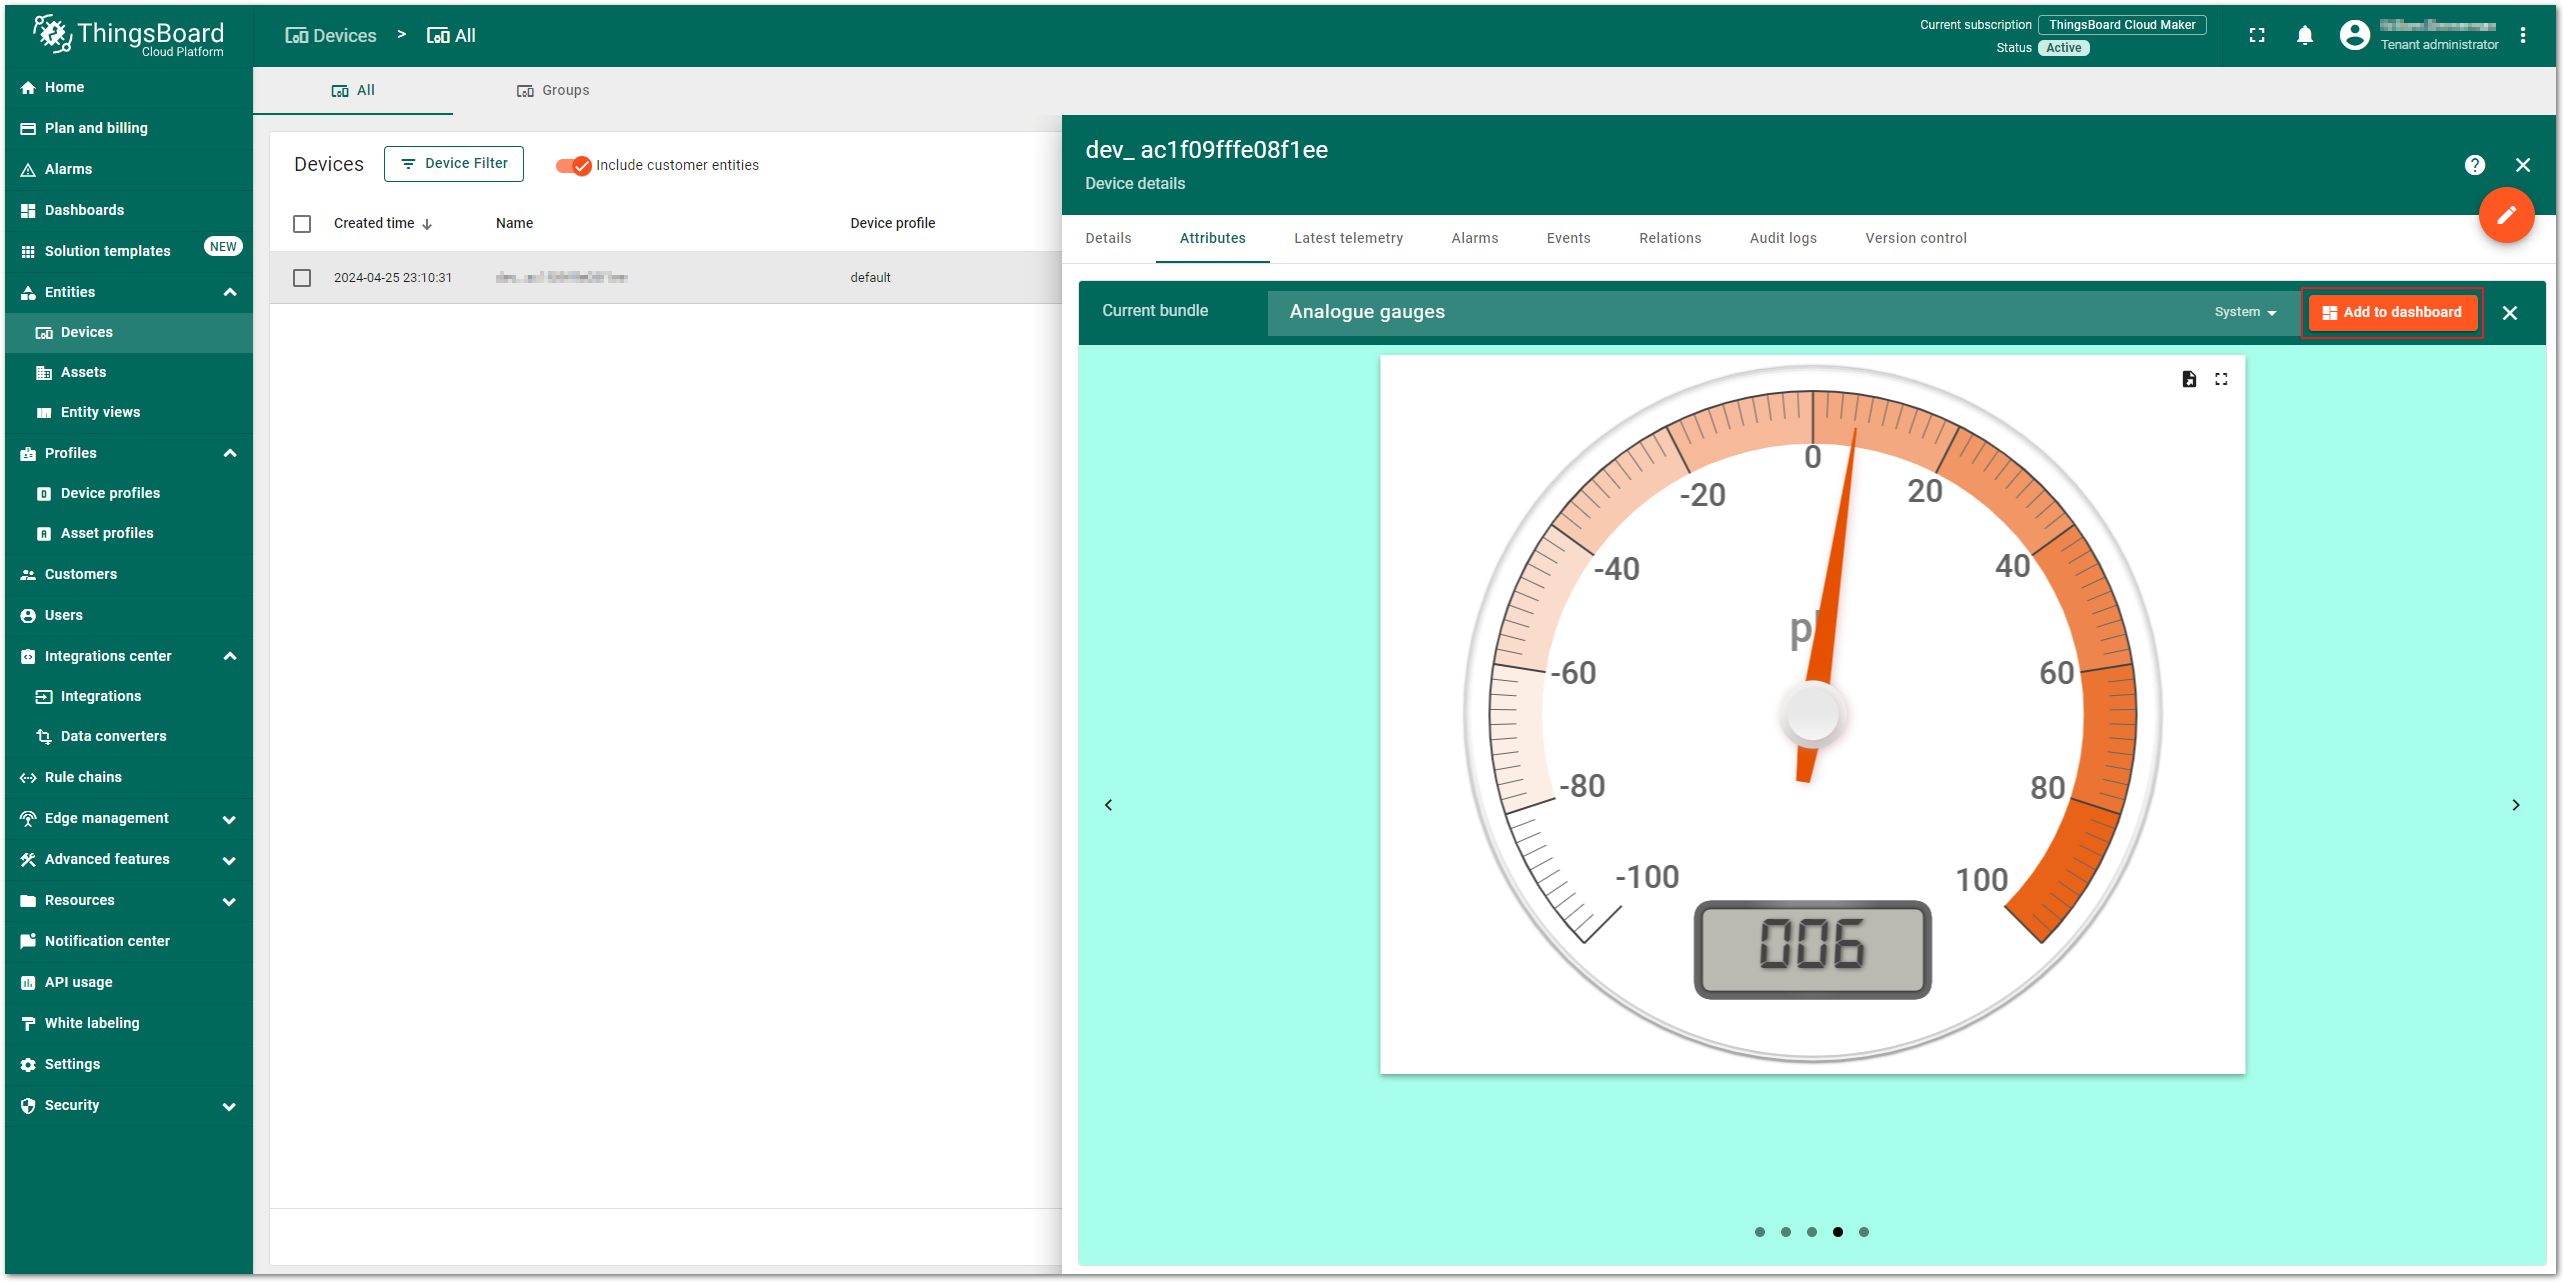 ThingsBoard
Cloud Platform
Devices > All
Current subscription ThingsBoard Cloud Maker
Status Active
Tenant administrator
Home
Plan and billing
Alarms
Dashboards
Solution templates NEW
Entities
Devices
Assets
Entity views
Profiles
Device profiles
Asset profiles
Customers
Users
Integrations center
Integrations
Data converters
Rule chains
Edge management
Advanced features
Resources
Notification center
API usage
White labeling
Settings
Security
All Groups
Devices Device Filter Include customer entities
Created time Name Device profile
2024-04-25 23:10:31 default
dev_ ac1f09fffe08f1ee
Device details
Details Attributes Latest telemetry Alarms Events Relations Audit logs Version control
Current bundle Analogue gauges System Add to dashboard
0
-20 20
-40 40
-60 60
-80 80
-100 100
006